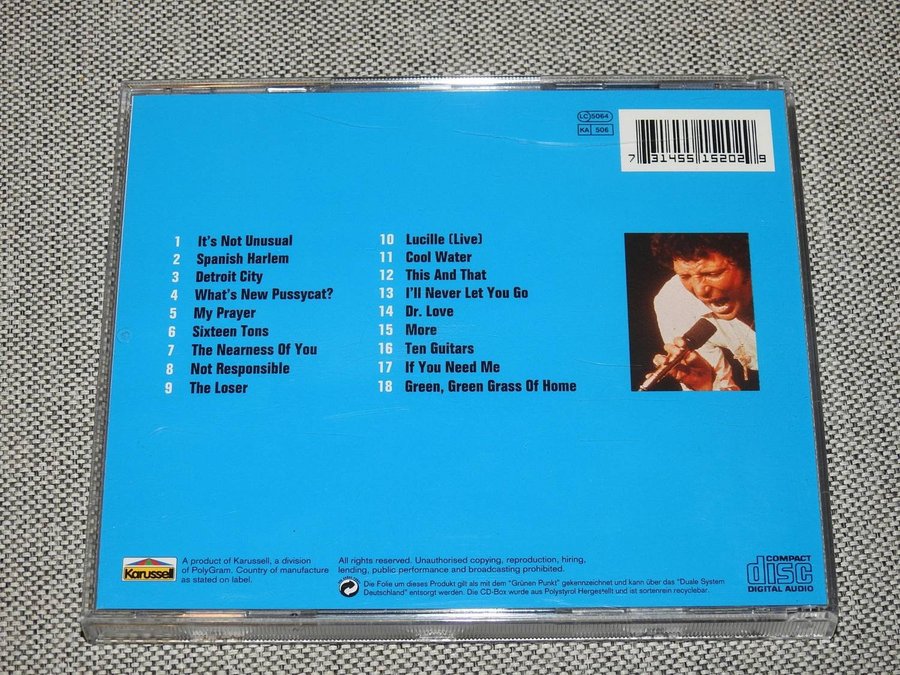 LC 5064
KA 506
7 31455 15202 9
1 It's Not Unusual
2 Spanish Harlem
3 Detroit City
4 What's New Pussycat?
5 My Prayer
6 Sixteen Tons
7 The Nearness Of You
8 Not Responsible
9 The Loser
10 Lucille (Live)
11 Cool Water
12 This And That
13 I'll Never Let You Go
14 Dr. Love
15 More
16 Ten Guitars
17 If You Need Me
18 Green, Green Grass Of Home
Karussell
A product of Karussell, a division
of PolyGram. Country of manufacture
as stated on label.
All rights reserved. Unauthorised copying, reproduction, hiring,
lending, public performance and broadcasting prohibited.
Die Folie um dieses Produkt gilt als mit dem "Grünen Punkt" gekennzeichnet und kann über das "Duale System
Deutschland" entsorgt werden. Die CD-Box wurde aus Polystyrol Hergestellt und ist sortenrein recyclebar.
COMPACT
disc
DIGITAL AUDIO